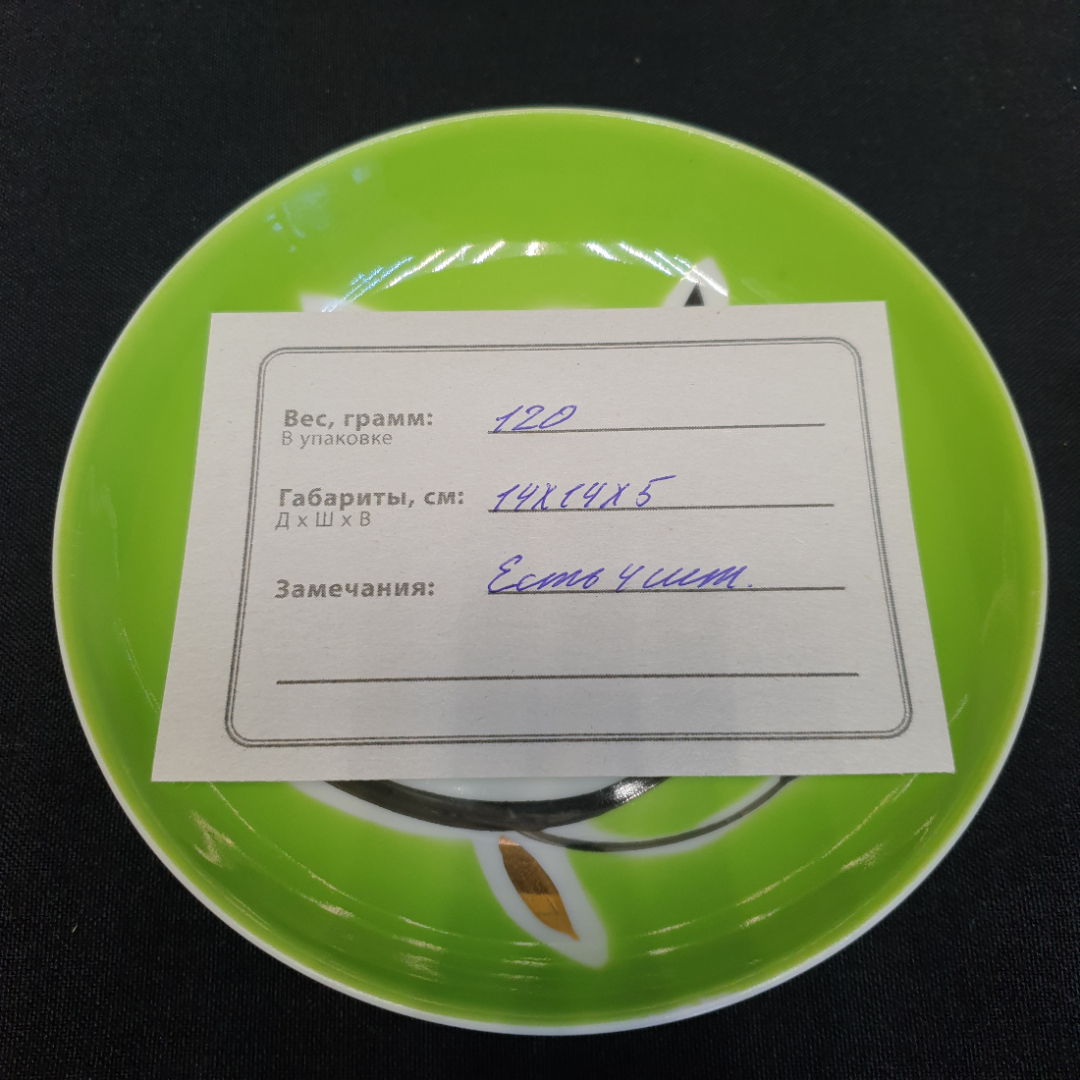 Вес, грамм: 120
В упаковке
Габариты, см: 14х14х5
Д х Ш х В
Замечания: Есть 4 шт.